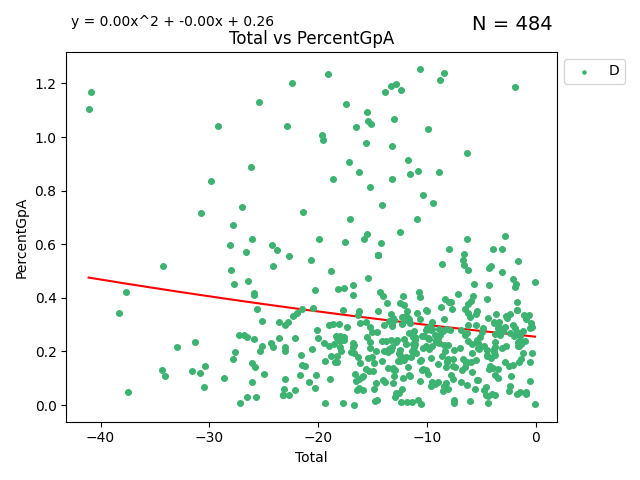 y = 0.00x^2 + -0.00x + 0.26
N = 484
Total vs PercentGpA
D
PercentGpA
1.2
1.0
0.8
0.6
0.4
0.2
0.0
−40
−30
−20
−10
0
Total